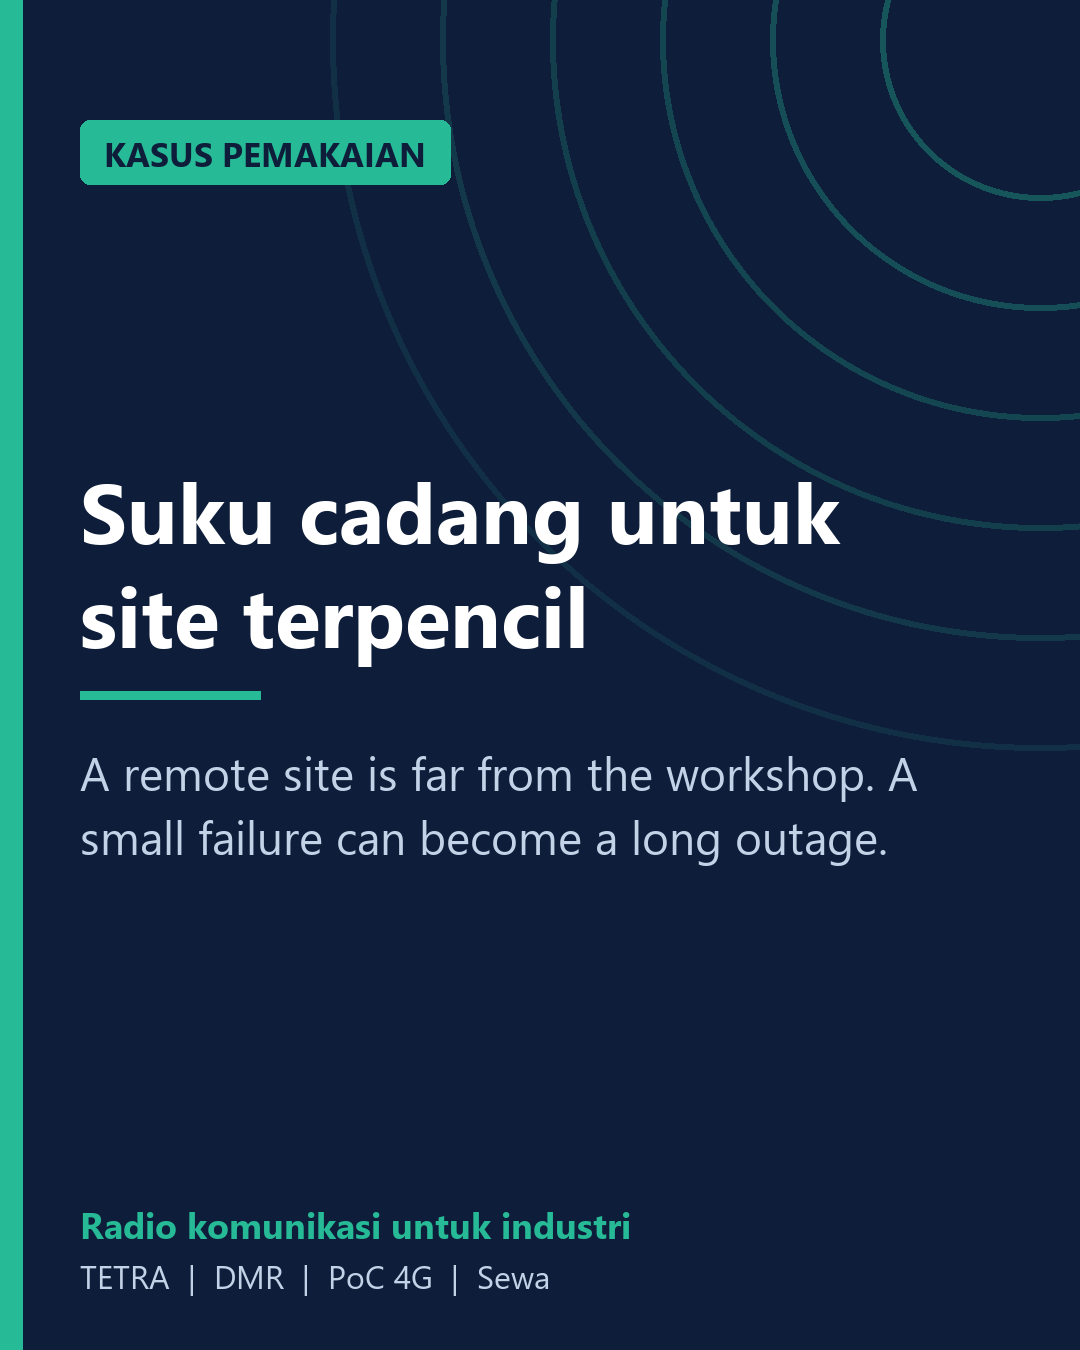 KASUS PEMAKAIAN
Suku cadang untuk
site terpencil
A remote site is far from the workshop. A
small failure can become a long outage.
Radio komunikasi untuk industri
TETRA | DMR | PoC 4G | Sewa